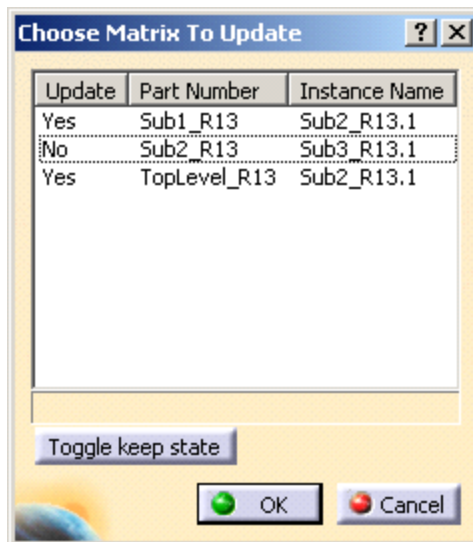 Choose Matrix To Update ? X
Update Part Number Instance Name
Yes Sub1_R13 Sub2_R13.1
No Sub2_R13 Sub3_R13.1
Yes TopLevel_R13 Sub2_R13.1
Toggle keep state
OK Cancel